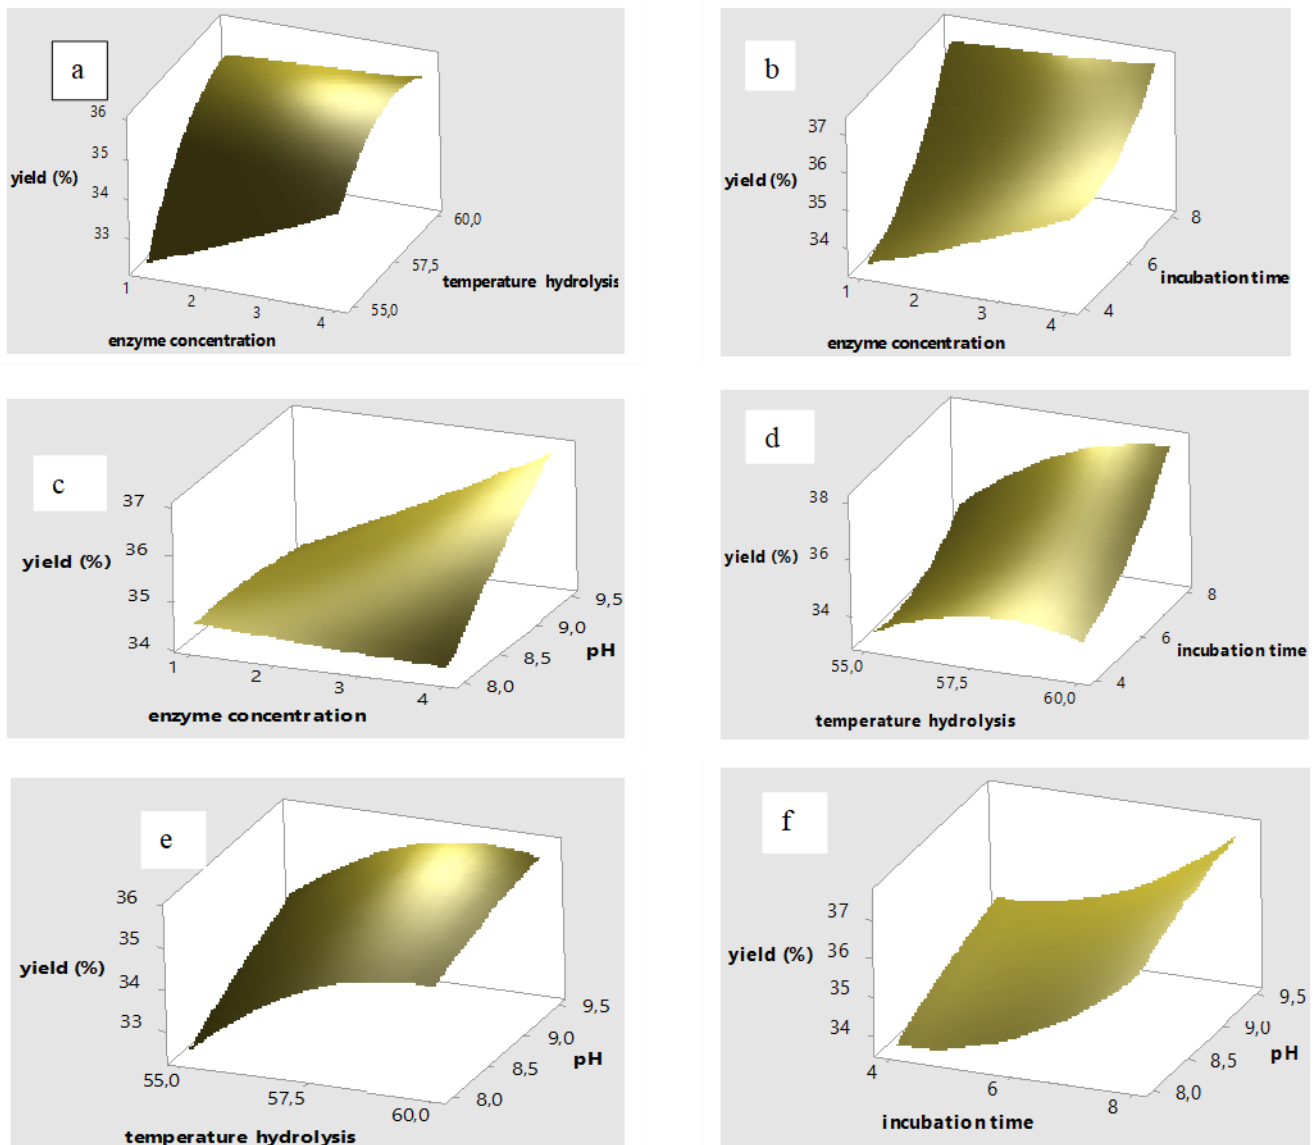 a
36
35
yield (%)
34
33
1
2
3
4
55,0
57,5
60,0
temperature hydrolysis
enzyme concentration
b
37
36
yield (%)
35
34
1
2
3
4
4
6
8
incubation time
enzyme concentration
c
37
36
yield (%)
35
34
1
2
3
4
8,0
8,5
9,0
9,5
pH
enzyme concentration
d
38
36
yield (%)
34
55,0
57,5
60,0
4
6
8
incubation time
temperature hydrolysis
e
36
35
yield (%)
34
33
55,0
57,5
60,0
8,0
8,5
9,0
9,5
pH
temperature hydrolysis
f
37
36
yield (%)
35
34
4
6
8
8,0
8,5
9,0
9,5
pH
incubation time